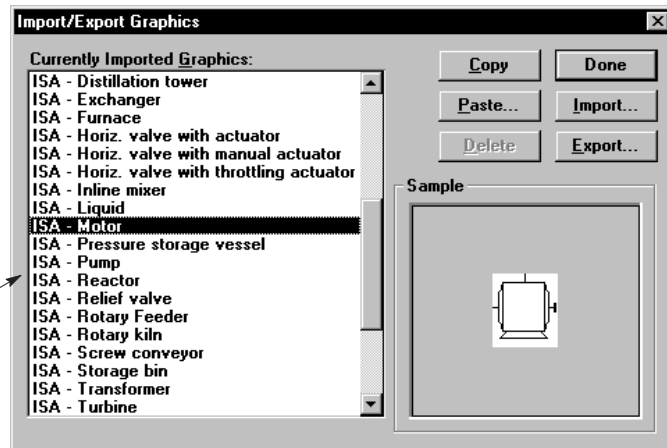 Import/Export Graphics
Currently Imported Graphics:
ISA - Distillation tower
ISA - Exchanger
ISA - Furnace
ISA - Horiz. valve with actuator
ISA - Horiz. valve with manual actuator
ISA - Horiz. valve with throttling actuator
ISA - Inline mixer
ISA - Liquid
ISA - Motor
ISA - Pressure storage vessel
ISA - Pump
ISA - Reactor
ISA - Relief valve
ISA - Rotary Feeder
ISA - Rotary kiln
ISA - Screw conveyor
ISA - Storage bin
ISA - Transformer
ISA - Turbine
Copy
Done
Paste...
Import...
Delete
Export...
Sample